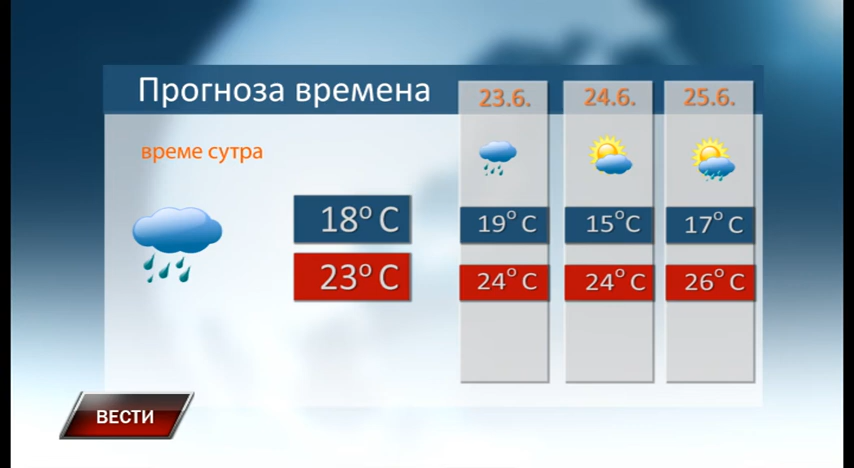 Прогноза времена
време сутра
18° C
23° C
23.6.
19° C
24° C
24.6.
15°C
24° C
25.6.
17° C
26° C
ВЕСТИ